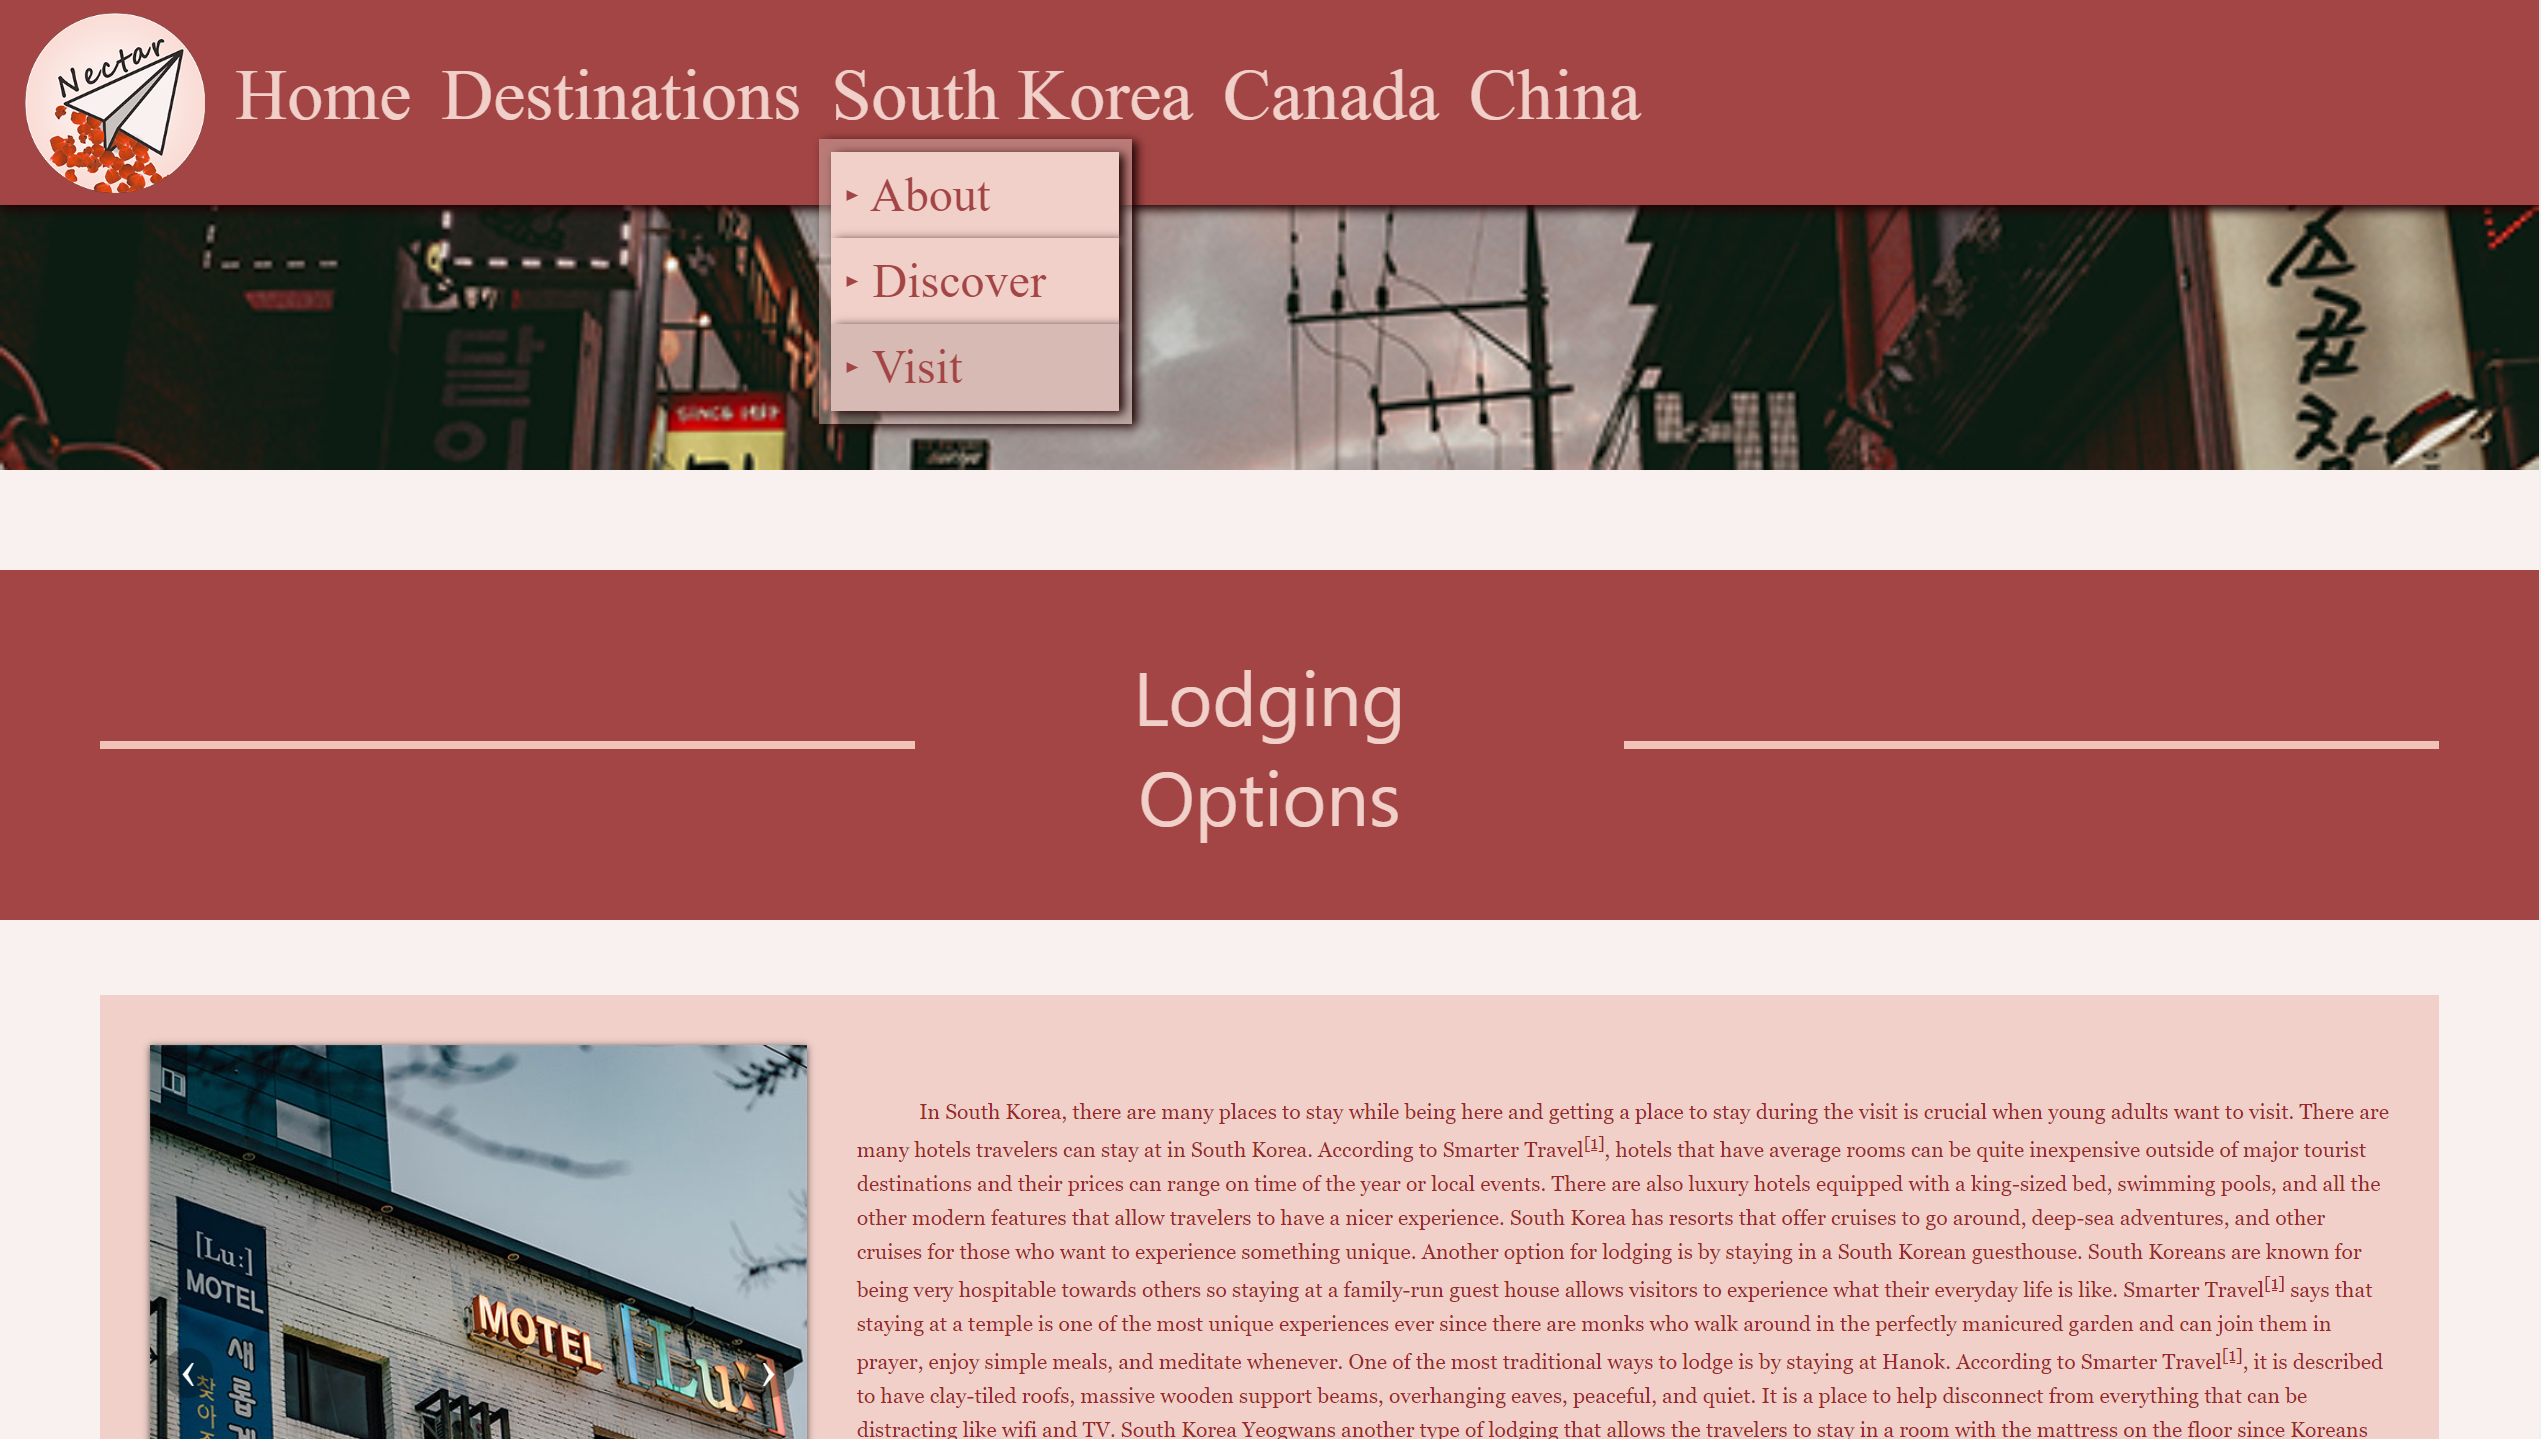 Nectar
Home Destinations South Korea Canada China
About
Discover
Visit
SINCE
소
곱
창
Lodging
Options
In South Korea, there are many places to stay while being here and getting a place to stay during the visit is crucial when young adults want to visit. There are
many hotels travelers can stay at in South Korea. According to Smarter Travel[1], hotels that have average rooms can be quite inexpensive outside of major tourist
destinations and their prices can range on time of the year or local events. There are also luxury hotels equipped with a king-sized bed, swimming pools, and all the
other modern features that allow travelers to have a nicer experience. South Korea has resorts that offer cruises to go around, deep-sea adventures, and other
cruises for those who want to experience something unique. Another option for lodging is by staying in a South Korean guesthouse. South Koreans are known for
being very hospitable towards others so staying at a family-run guest house allows visitors to experience what their everyday life is like. Smarter Travel[1] says that
staying at a temple is one of the most unique experiences ever since there are monks who walk around in the perfectly manicured garden and can join them in
prayer, enjoy simple meals, and meditate whenever. One of the most traditional ways to lodge is by staying at Hanok. According to Smarter Travel[1], it is described
to have clay-tiled roofs, massive wooden support beams, overhanging eaves, peaceful, and quiet. It is a place to help disconnect from everything that can be
distracting like wifi and TV. South Korea Yeogwans another type of lodging that allows the travelers to stay in a room with the mattress on the floor since Koreans
[Lu:]
MOTEL
MOTEL [Lu:]
새
롭